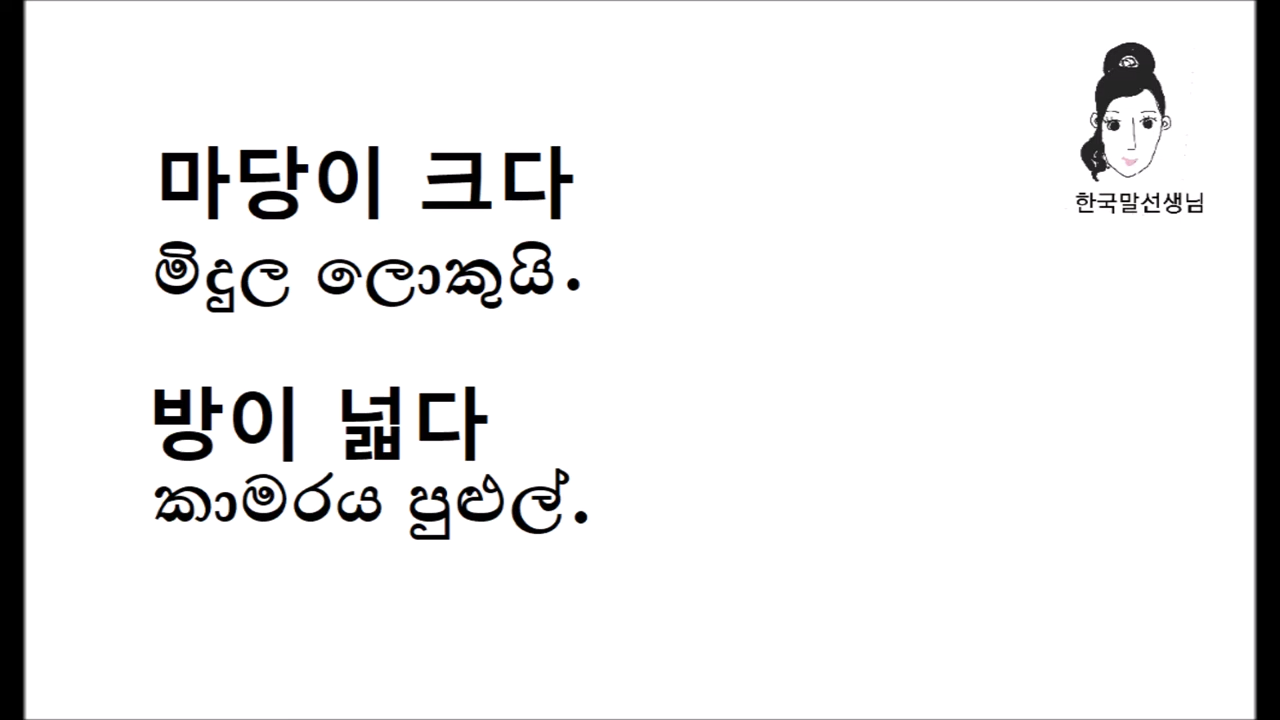 마당이 크다
මිදුල ලොකුයි.
방이 넓다
කාමරය පුළුල්.
한국말선생님